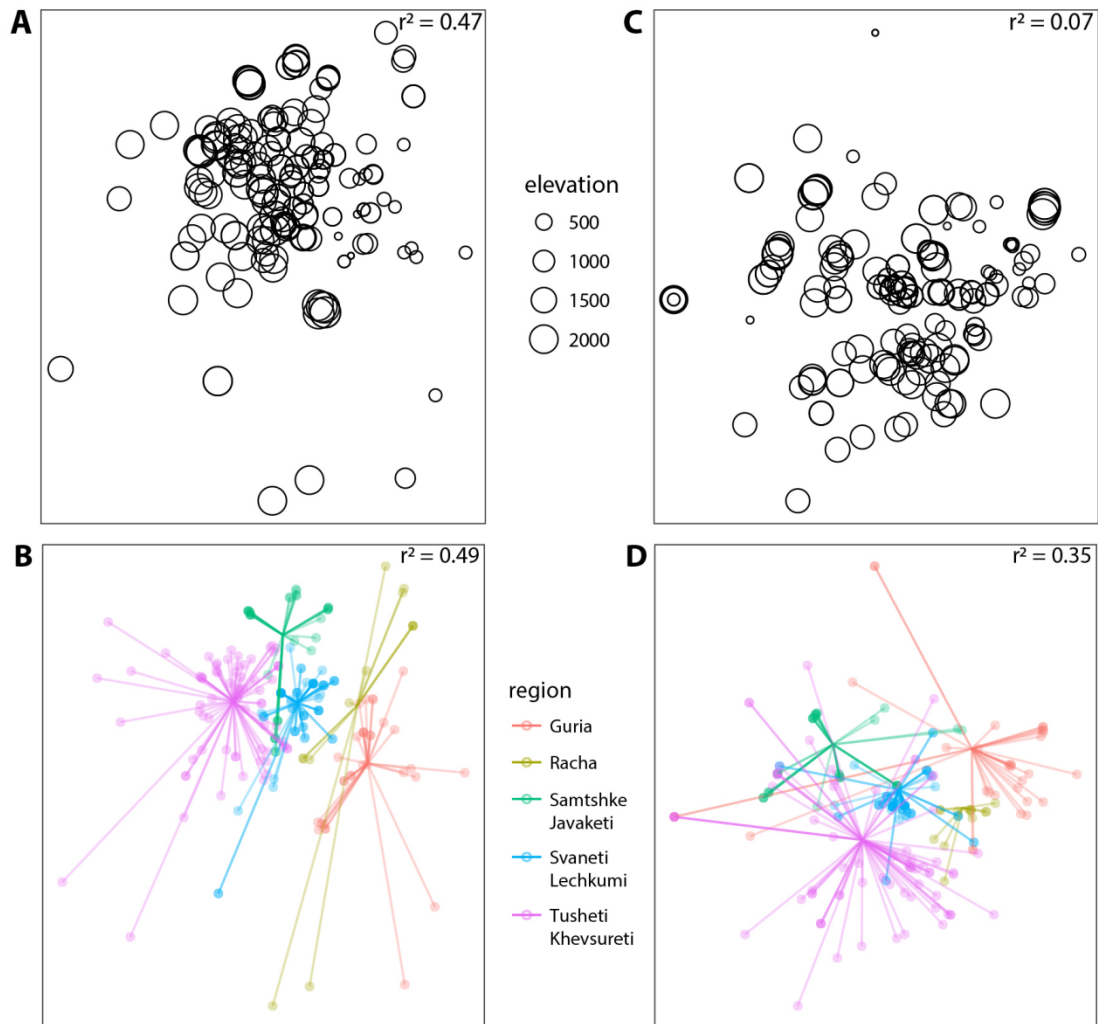 A
r² = 0.47
C
r² = 0.07
elevation
500
1000
1500
2000
B
r² = 0.49
D
r² = 0.35
region
Guria
Racha
Samtshke
Javaketi
Svaneti
Lechkumi
Tusheti
Khevsureti